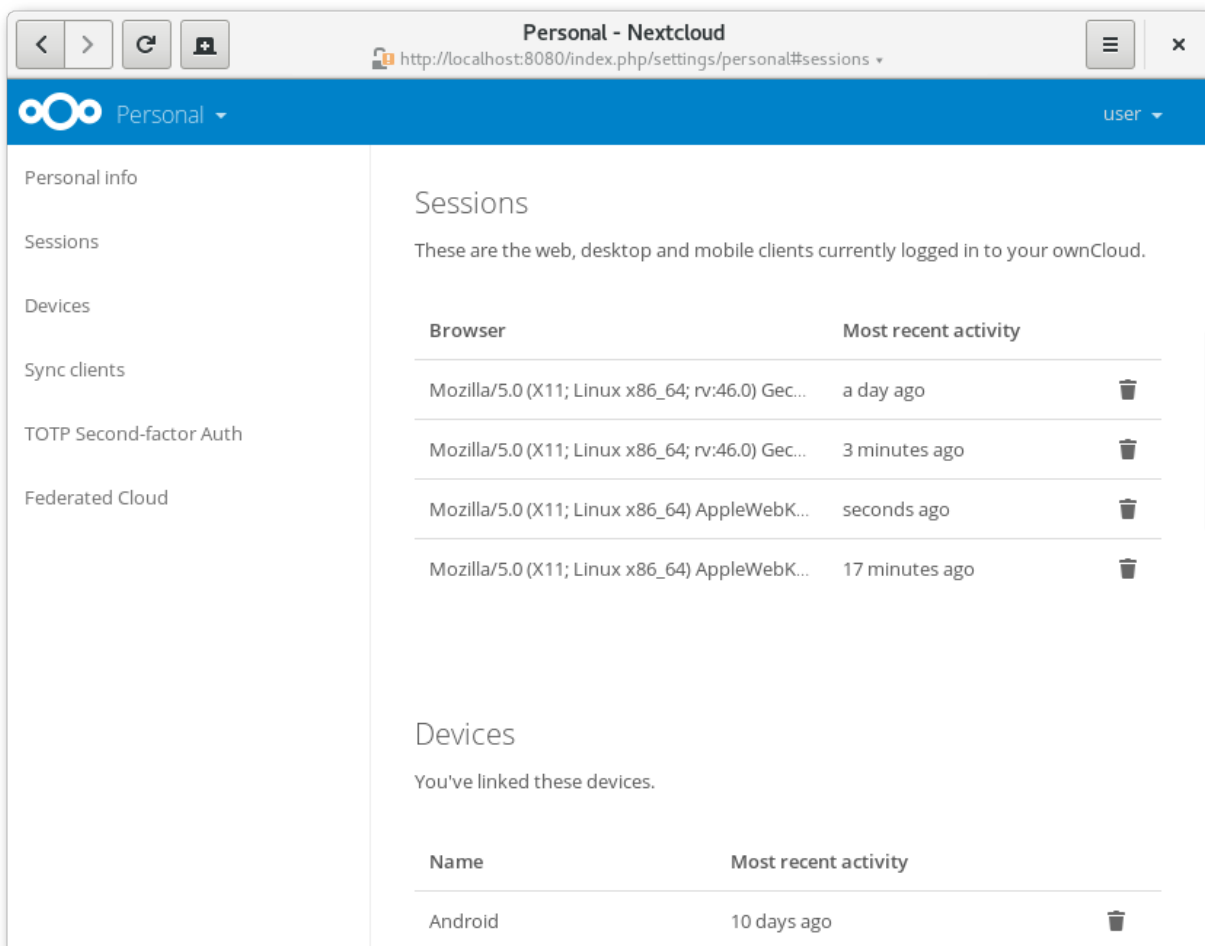 Personal - Nextcloud
http://localhost:8080/index.php/settings/personal#sessions
Personal
user
Personal info
Sessions
Devices
Sync clients
TOTP Second-factor Auth
Federated Cloud
Sessions
These are the web, desktop and mobile clients currently logged in to your ownCloud.
Browser Most recent activity
Mozilla/5.0 (X11; Linux x86_64; rv:46.0) Gec... a day ago
Mozilla/5.0 (X11; Linux x86_64; rv:46.0) Gec... 3 minutes ago
Mozilla/5.0 (X11; Linux x86_64) AppleWebK... seconds ago
Mozilla/5.0 (X11; Linux x86_64) AppleWebK... 17 minutes ago
Devices
You've linked these devices.
Name Most recent activity
Android 10 days ago